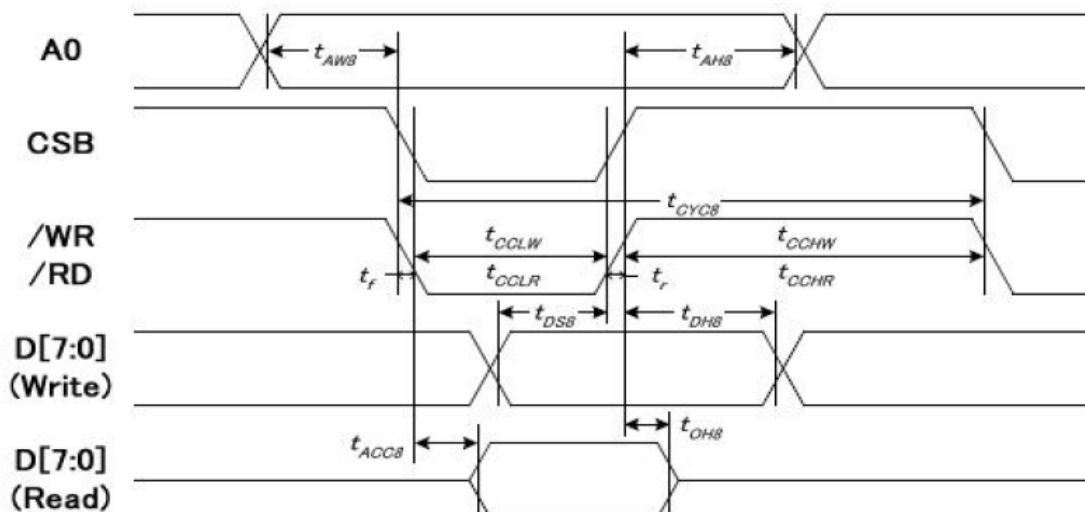 A0
t_AW8
t_AH8
CSB
t_CYC8
/WR
/RD
t_CCLW
t_CCHW
t_f
t_CCLR
t_r
t_CCHR
t_DS8
t_DH8
D[7:0]
(Write)
t_ACC8
t_OH8
D[7:0]
(Read)